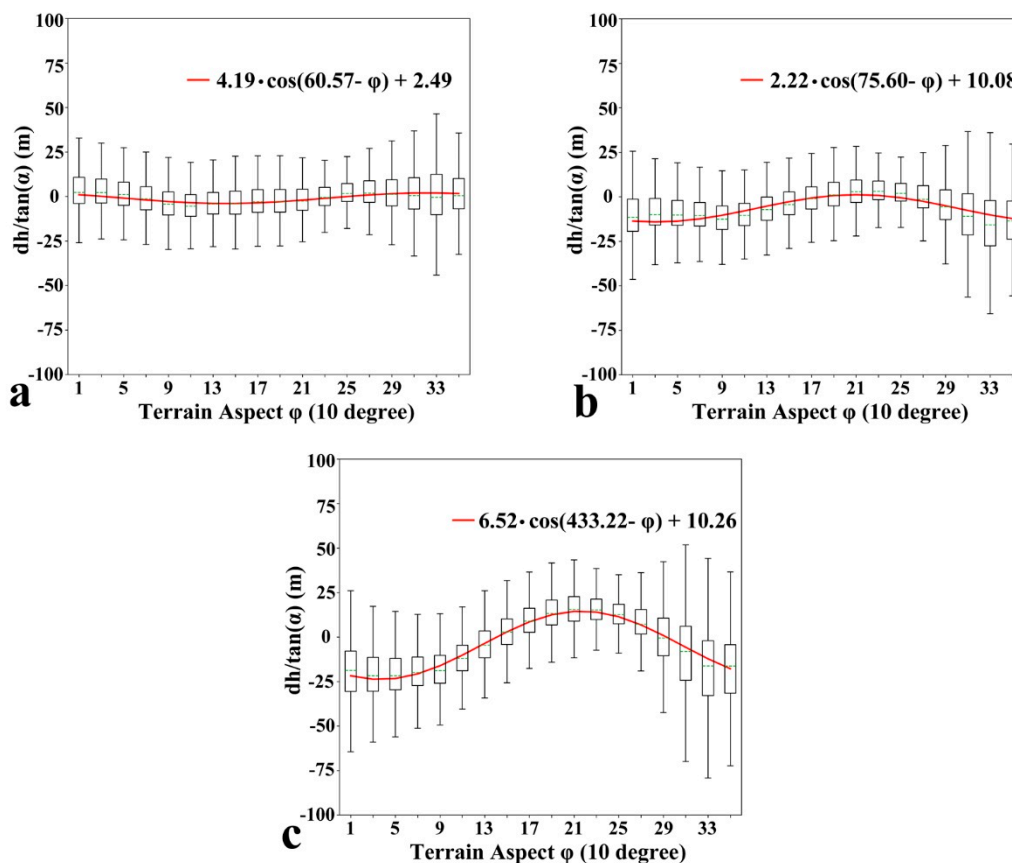 100
75
50
25
0
-25
-50
-75
-100
dh/tan(α) (m)
4.19·cos(60.57- φ) + 2.49
1 5 9 13 17 21 25 29 33
Terrain Aspect φ (10 degree)
a
100
75
50
25
0
-25
-50
-75
-100
dh/tan(α) (m)
2.22·cos(75.60- φ) + 10.08
1 5 9 13 17 21 25 29 33
Terrain Aspect φ (10 degree)
b
100
75
50
25
0
-25
-50
-75
-100
dh/tan(α) (m)
6.52·cos(433.22- φ) + 10.26
1 5 9 13 17 21 25 29 33
Terrain Aspect φ (10 degree)
c